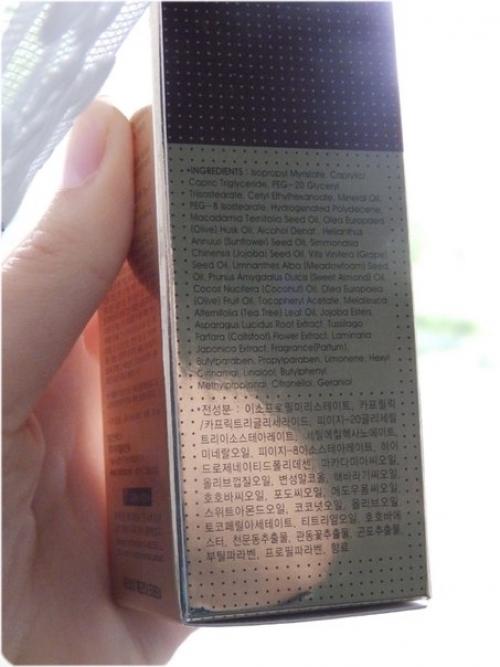 •INGREDIENTS : Isopropyl Myristate, Caprylic/
Capric Triglyceride, PEG-20 Glyceryl
Triisostearate, Cetyl Ethylhexanoate, Mineral Oil,
PEG-8 Isostearate, Hydrogenated Polydecene,
Macadamia Ternifolia Seed Oil, Olea Europaea
(Olive) Husk Oil, Alcohol Denat., Helianthus
Annuus (Sunflower) Seed Oil, Simmondsia
Chinensis (Jojoba) Seed Oil, Vitis Vinifera (Grape)
Seed Oil, Limnanthes Alba (Meadowfoam) Seed
Oil, Prunus Amygdalus Dulcis (Sweet Almond) Oil,
Cocos Nucifera (Coconut) Oil, Olea Europaea
(Olive) Fruit Oil, Tocopheryl Acetate, Melaleuca
Alternifolia (Tea Tree) Leaf Oil, Jojoba Esters,
Asparagus Lucidus Root Extract, Tussilago
Farfara (Coltsfoot) Flower Extract, Laminaria
Japonica Extract, Fragrance(Parfum),
Butylparaben, Propylparaben, Limonene, Hexyl
Cinnamal, Linalool, Butylphenyl
Methylpropional, Citronellol, Geraniol
•전성분 : 이소프로필미리스테이트, 카프릴릭
/카프릭트리글리세라이드, 피이지-20글리세릴
트리이소스테아레이트, 세틸에틸헥사노에이트,
미네랄오일, 피이지-8이소스테아레이트, 하이
드로제네이티드폴리데센, 마카다미아씨오일,
올리브껍질오일, 변성알코올, 해바라기씨오일,
호호바씨오일, 포도씨오일, 메도우폼씨오일,
스위트아몬드오일, 코코넛오일, 올리브오일,
토코페릴아세테이트, 티트리잎오일, 호호바에
스터, 천문동추출물, 관동꽃추출물, 곤포추출물,
부틸파라벤, 프로필파라벤, 향료